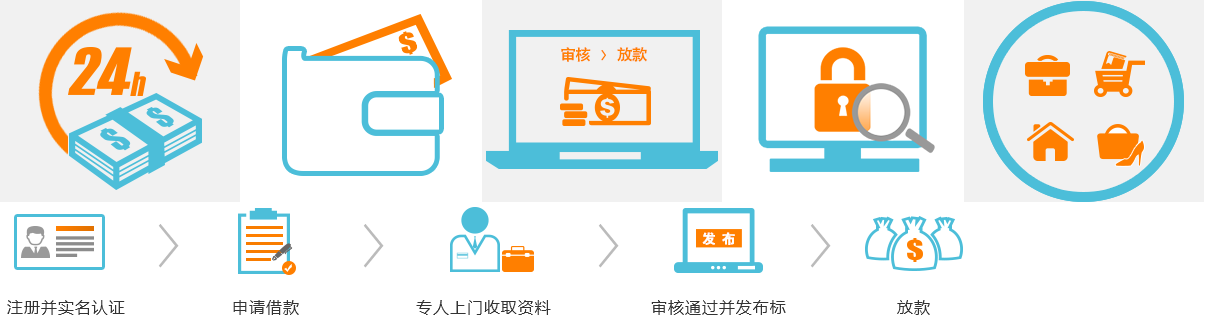 24h
审核 > 放款
发布
注册并实名认证
申请借款
专人上门收取资料
审核通过并发布标
放款